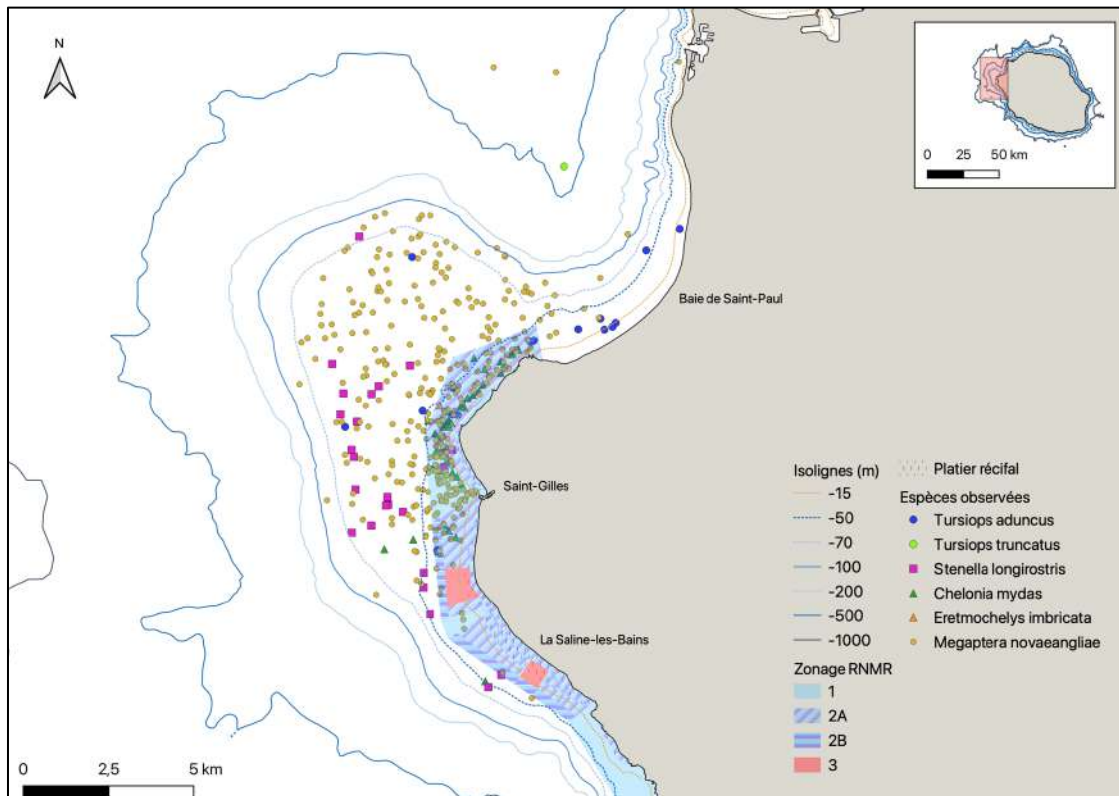 N
0 25 50 km
Baie de Saint-Paul
Saint-Gilles
La Saline-les-Bains
Isolignes (m)
-15
-50
-70
-100
-200
-500
-1000
Zonage RNMR
1
2A
2B
3
Platier récifal
Espèces observées
Tursiops aduncus
Tursiops truncatus
Stenella longirostris
Chelonia mydas
Eretmochelys imbricata
Megaptera novaeangliae
0 2,5 5 km